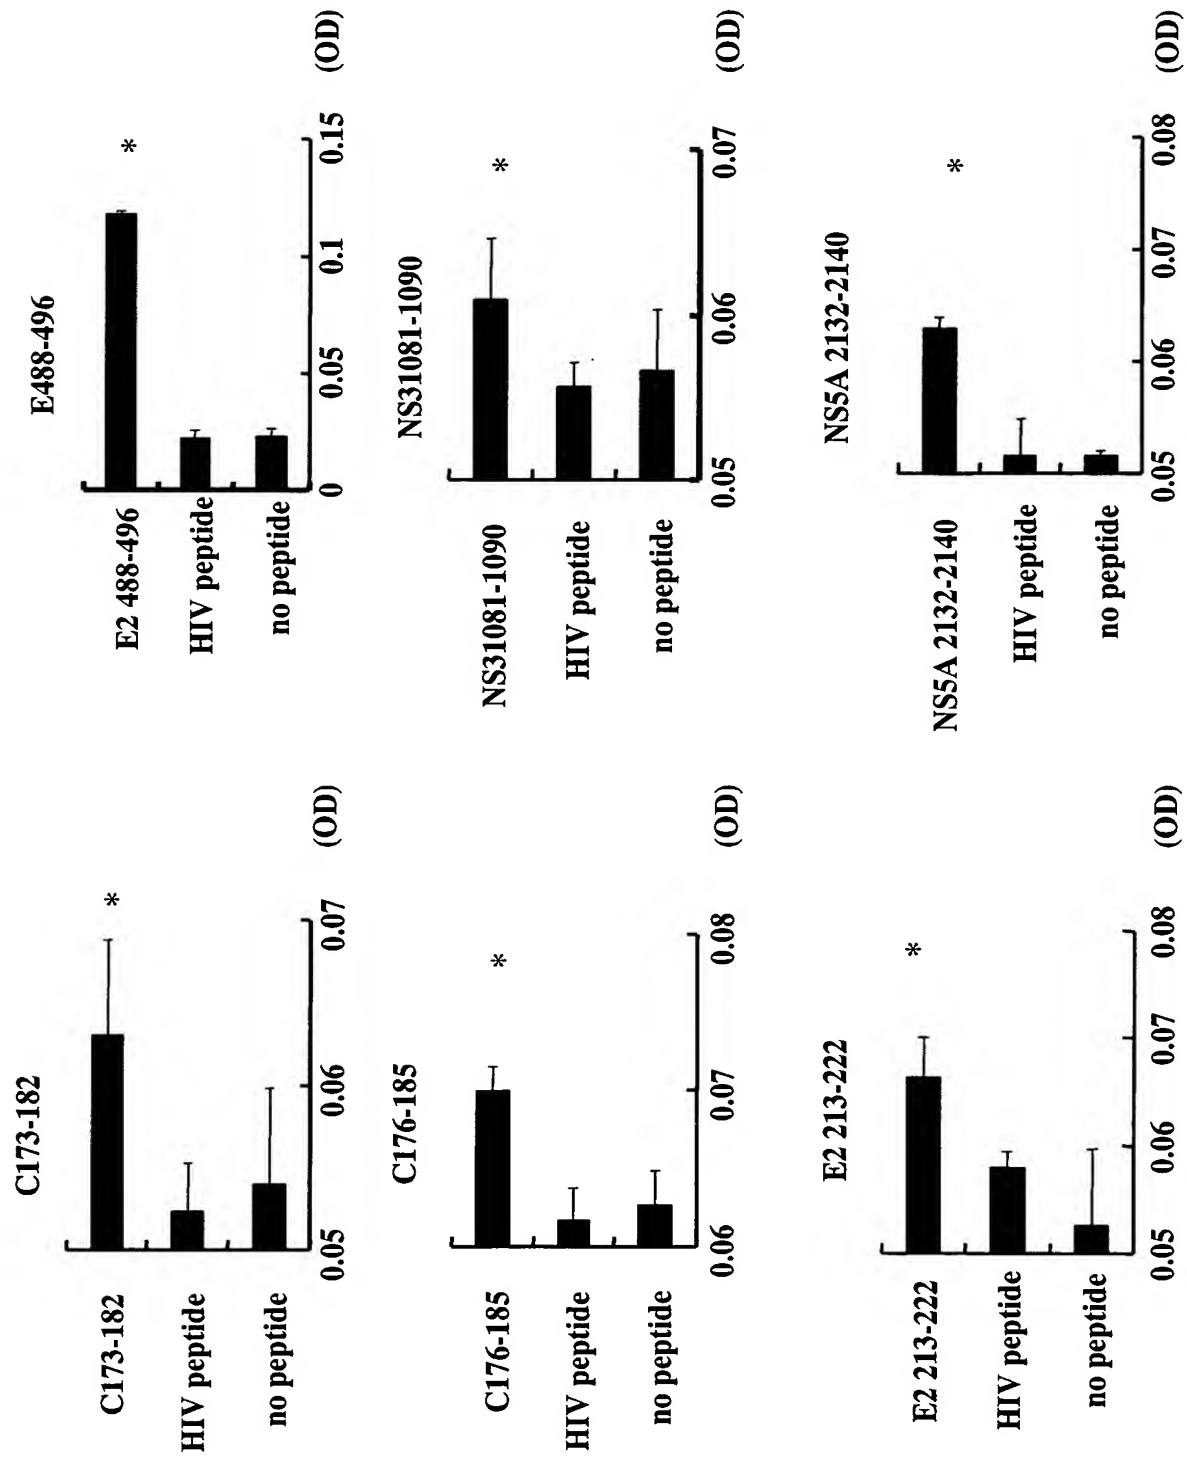 C173-182
C173-182
HIV peptide
no peptide
*
0.05
0.06
0.07
(OD)
E488-496
E2 488-496
HIV peptide
no peptide
*
0
0.05
0.1
0.15
(OD)
C176-185
C176-185
HIV peptide
no peptide
*
0.06
0.07
0.08
(OD)
NS31081-1090
NS31081-1090
HIV peptide
no peptide
*
0.05
0.06
0.07
(OD)
E2 213-222
E2 213-222
HIV peptide
no peptide
*
0.05
0.06
0.07
0.08
(OD)
NS5A 2132-2140
NS5A 2132-2140
HIV peptide
no peptide
*
0.05
0.06
0.07
0.08
(OD)